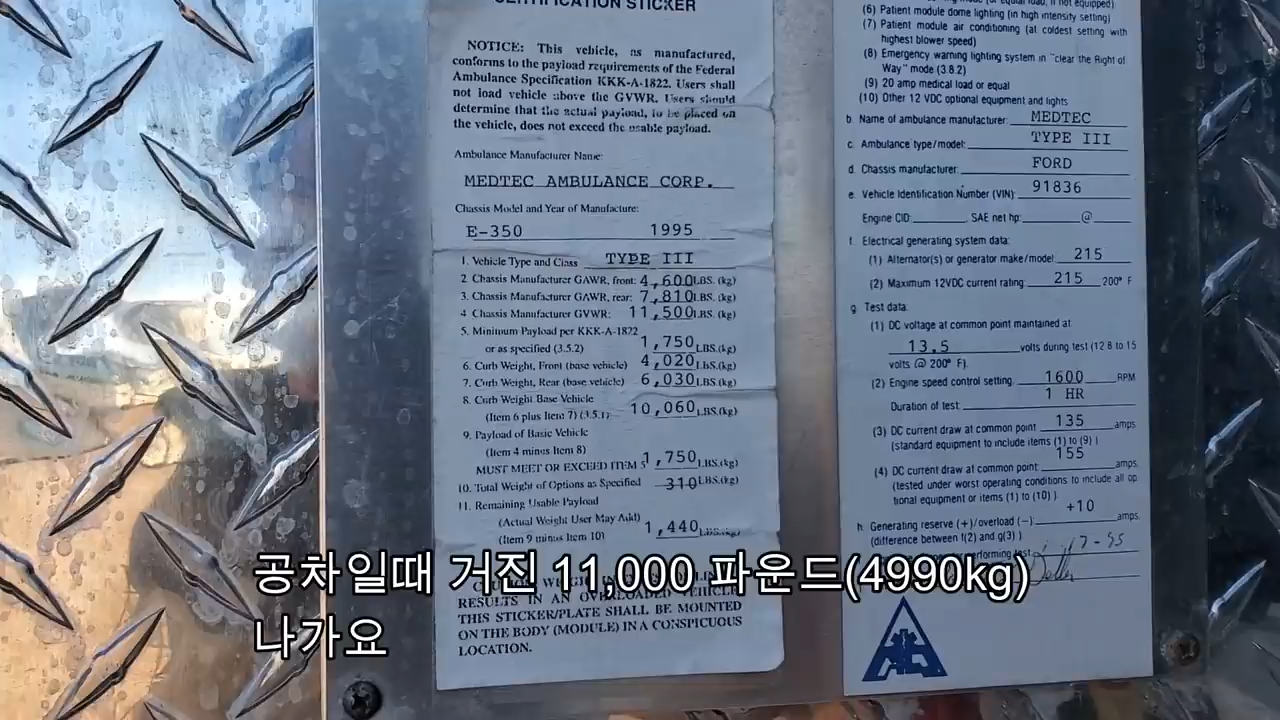 CERTIFICATION STICKER
NOTICE: This vehicle, as manufactured,
conforms to the payload requirements of the Federal
Ambulance Specification KKK-A-1822. Users shall
not load vehicle above the GVWR. Users should
determine that the actual payload, to be placed on
the vehicle, does not exceed the usable payload.
Ambulance Manufacturer Name:
MEDTEC AMBULANCE CORP.
Chassis Model and Year of Manufacture:
E-350 1995
1. Vehicle Type and Class TYPE III
2. Chassis Manufacturer GAWR, front: 4,600 LBS. (kg)
3. Chassis Manufacturer GAWR, rear: 7,810 LBS. (kg)
4 Chassis Manufacturer GVWR: 11,500 LBS. (kg)
5. Minimum Payload per KKK-A-1822
or as specified (3.5.2) 1,750 LBS.(kg)
6. Curb Weight, Front (base vehicle) 4,020 LBS.(kg)
7. Curb Weight, Rear (base vehicle) 6,030 LBS.(kg)
8. Curb Weight Base Vehicle
(Item 6 plus Item 7) (3.5.1) 10,060 LBS.(kg)
9. Payload of Basic Vehicle
(Item 4 minus Item 8)
MUST MEET OR EXCEED ITEM 5 1,750 LBS.(kg)
10. Total Weight of Options as Specified 310 LBS.(kg)
11. Remaining Usable Payload
(Actual Weight User May Add)
(Item 9 minus Item 10) 1,440 LBS.(kg)
RESULTS IN AN OVERLOADED VEHICLE
THIS STICKER/PLATE SHALL BE MOUNTED
ON THE BODY (MODULE) IN A CONSPICUOUS
LOCATION.
(6) Patient module dome lighting (in high intensity setting)
(7) Patient module air conditioning (at coldest setting with
highest blower speed)
(8) Emergency warning lighting system in "clear the Right of
Way" mode (3.8.2)
(9) 20 amp medical load or equal
(10) Other 12 VDC optional equipment and lights
b. Name of ambulance manufacturer: MEDTEC
c. Ambulance type/model: TYPE III
d. Chassis manufacturer: FORD
e. Vehicle Identification Number (VIN): 91836
Engine CID: SAE net hp: @
f. Electrical generating system data:
(1) Alternator(s) or generator make/model: 215
(2) Maximum 12VDC current rating: 215 200° F
g. Test data:
(1) DC voltage at common point maintained at
13.5 volts during test (12.8 to 15
volts (@ 200° F).
(2) Engine speed control setting: 1600 RPM
Duration of test: 1 HR
(3) DC current draw at common point 135 amps
(standard equipment to include items (1) to (9).)
(4) DC current draw at common point: 155 amps.
(tested under worst operating conditions to include all op
tional equipment or items (1) to (10).)
h. Generating reserve (+)/overload (-): +10 amps.
(difference between f(2) and g(3).)
performing test
공차일때 거진 11,000 파운드(4990kg)
나가요